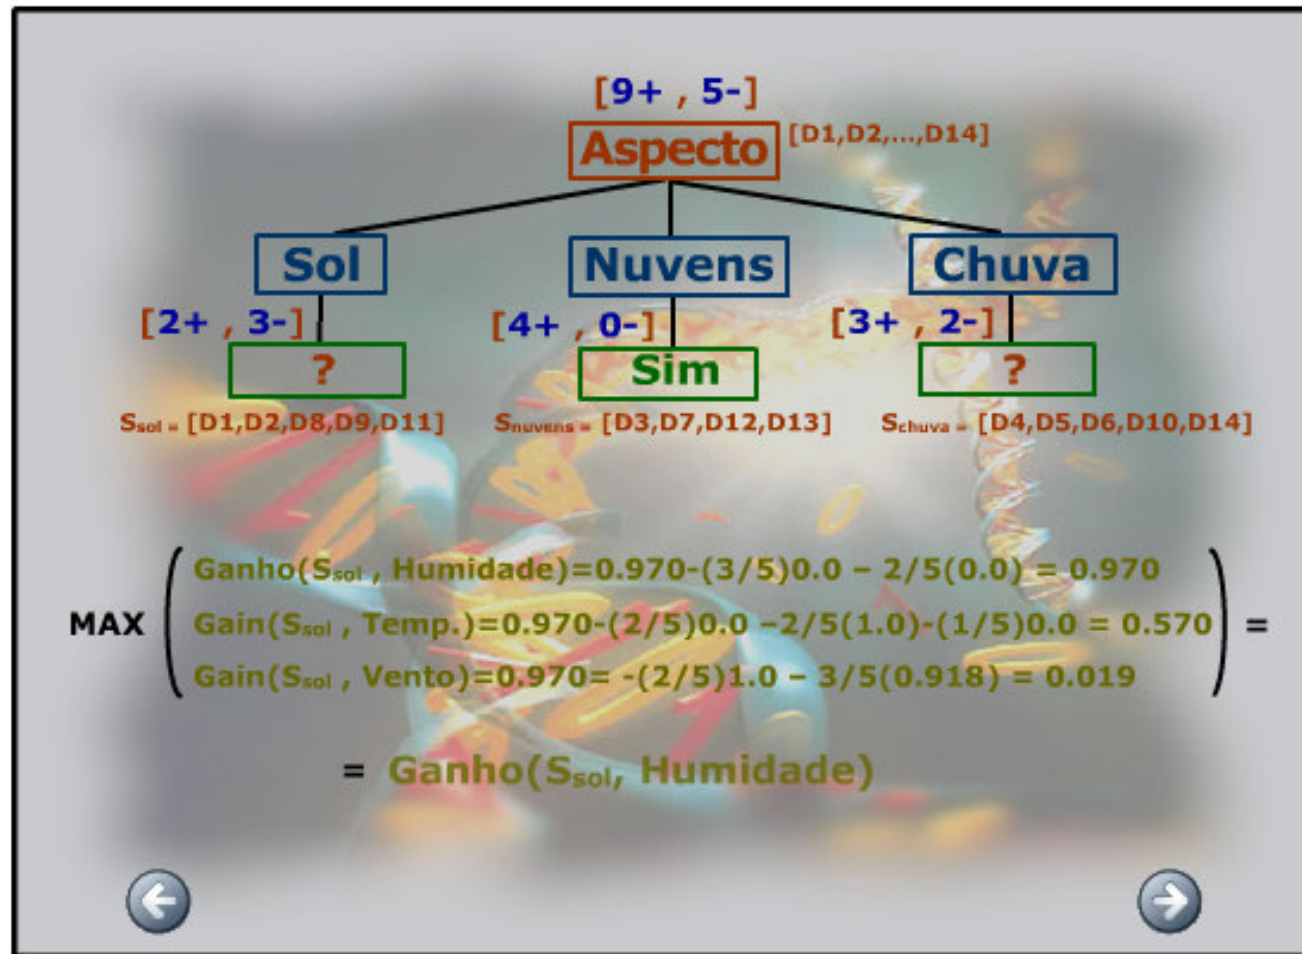 [9+ , 5-]
Aspecto [D1,D2,...,D14]
Sol Nuvens Chuva
[2+ , 3-] [4+ , 0-] [3+ , 2-]
? Sim ?
Ssol = [D1,D2,D8,D9,D11] Snuvens = [D3,D7,D12,D13] Schuva = [D4,D5,D6,D10,D14]
Ganho(Ssol , Humidade)=0.970-(3/5)0.0 – 2/5(0.0) = 0.970
MAX Gain(Ssol , Temp.)=0.970-(2/5)0.0 –2/5(1.0)-(1/5)0.0 = 0.570 =
Gain(Ssol , Vento)=0.970= -(2/5)1.0 – 3/5(0.918) = 0.019
= Ganho(Ssol, Humidade)